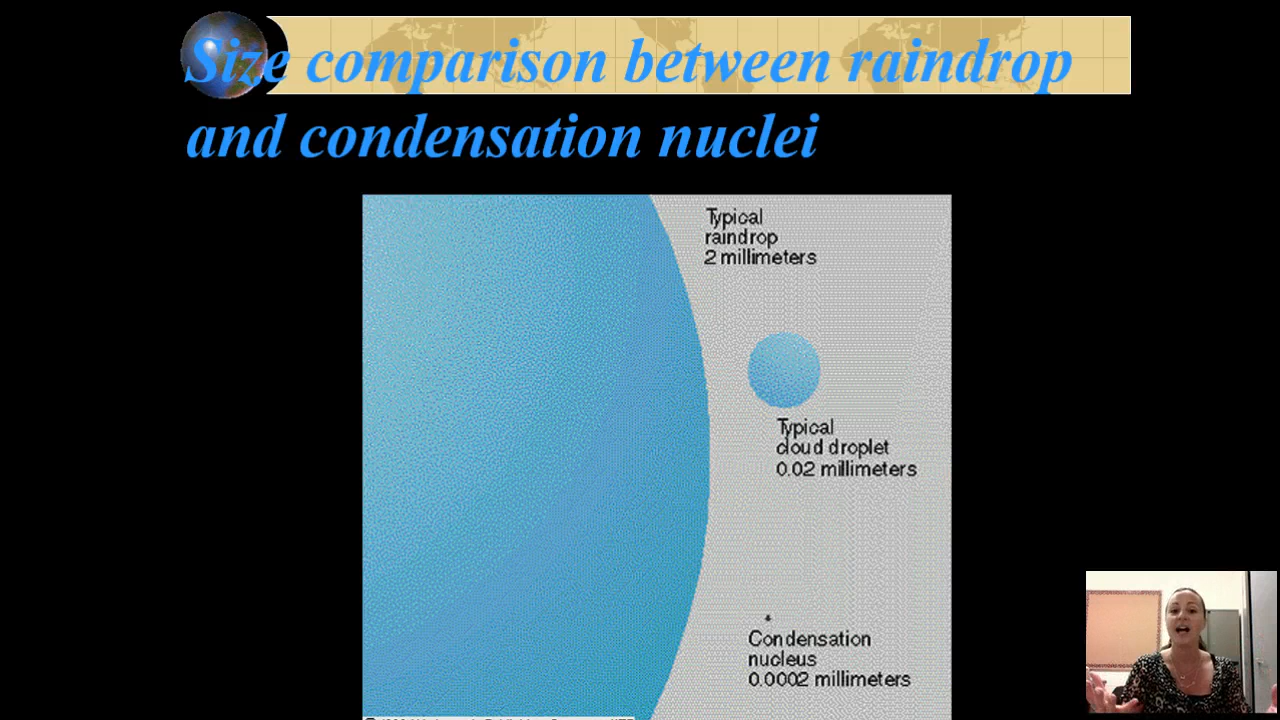 Size comparison between raindrop
and condensation nuclei
Typical
raindrop
2 millimeters
Typical
cloud droplet
0.02 millimeters
Condensation
nucleus
0.0002 millimeters